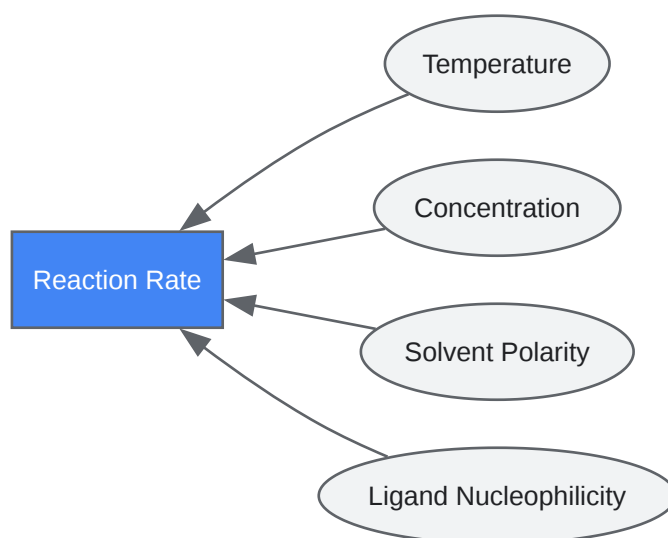 Temperature
Concentration
Reaction Rate
Solvent Polarity
Ligand Nucleophilicity